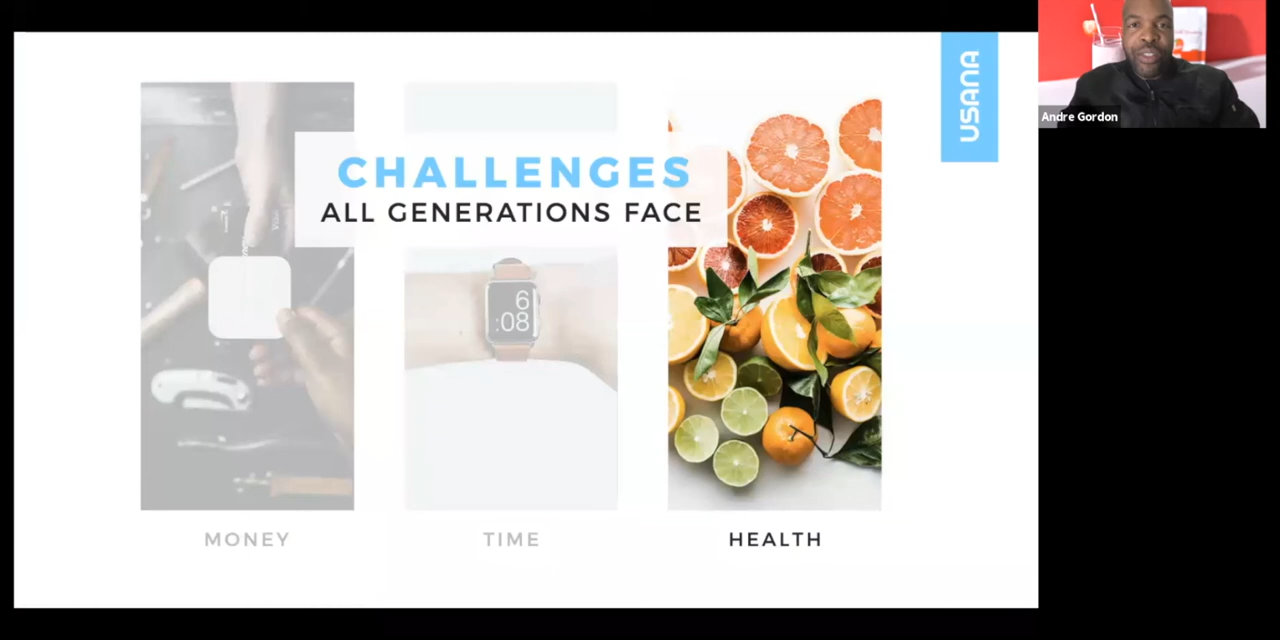 CHALLENGES
ALL GENERATIONS FACE
6
:08
MONEY
TIME
HEALTH
USANA
Andre Gordon